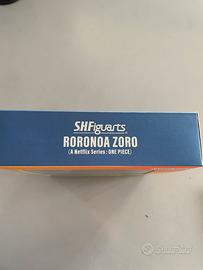 S.H.Figuarts
RORONOA ZORO
(A Netflix Series : ONE PIECE)